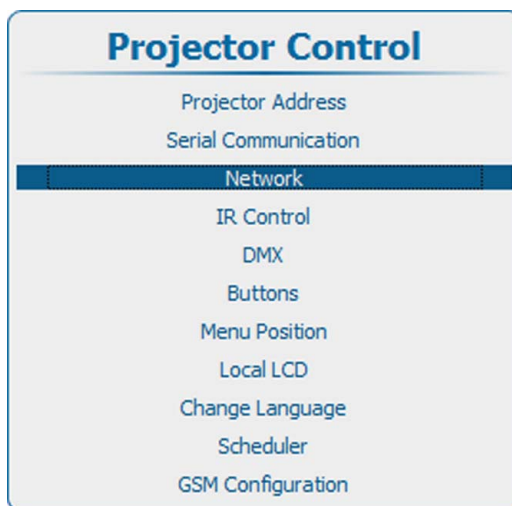 Projector Control
Projector Address
Serial Communication
Network
IR Control
DMX
Buttons
Menu Position
Local LCD
Change Language
Scheduler
GSM Configuration